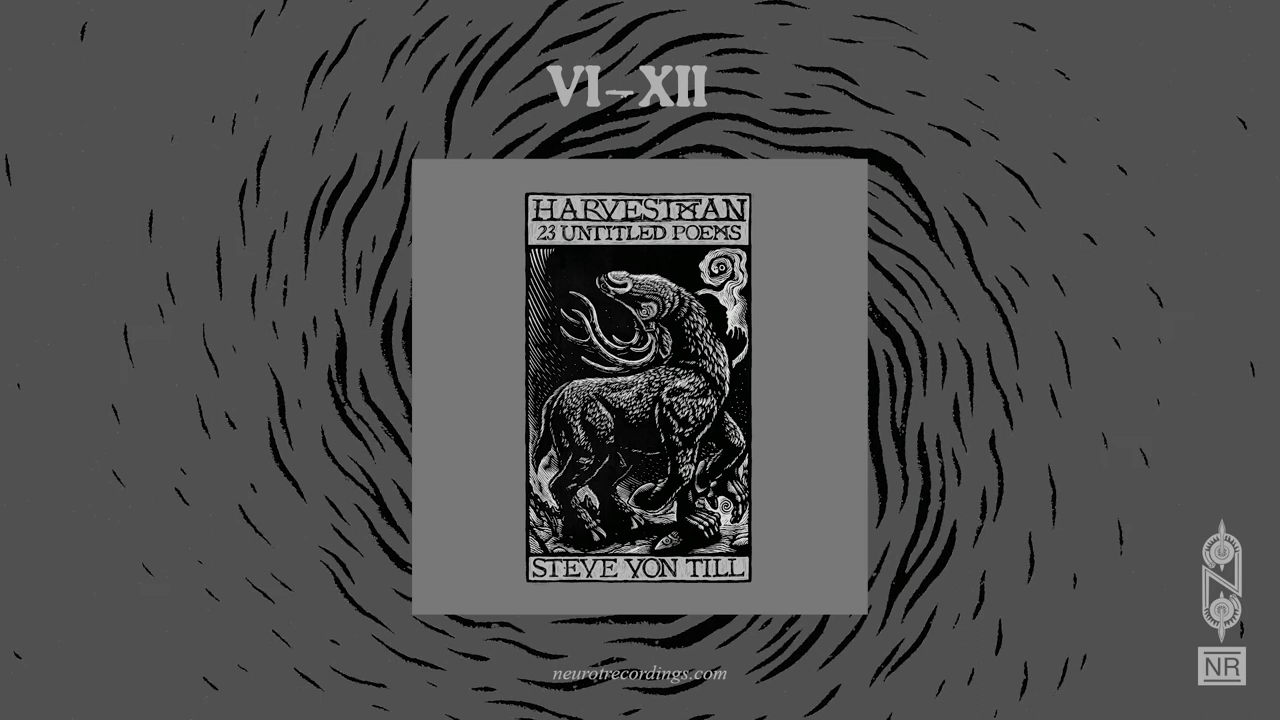 VI–XII
HARVESTMAN
23 UNTITLED POEMS
STEVE VON TILL
neurotrecordings.com
NR